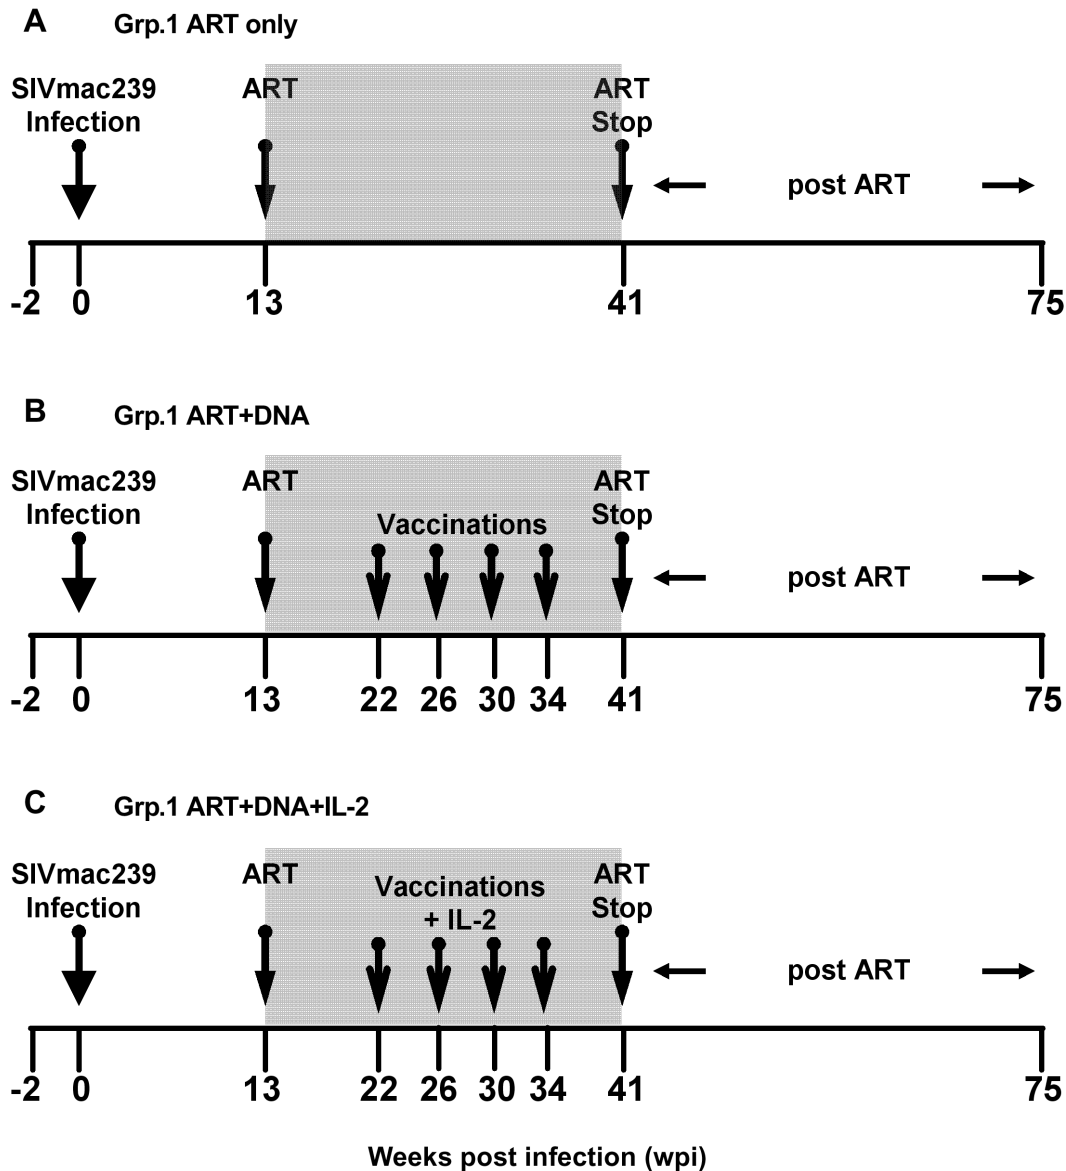 A Grp.1 ART only
SIVmac239 ART ART
Infection Stop
post ART
-2 0 13 41 75
B Grp.1 ART+DNA
SIVmac239 ART ART
Infection Vaccinations Stop
post ART
-2 0 13 22 26 30 34 41 75
C Grp.1 ART+DNA+IL-2
SIVmac239 ART Vaccinations ART
Infection + IL-2 Stop
post ART
-2 0 13 22 26 30 34 41 75
Weeks post infection (wpi)